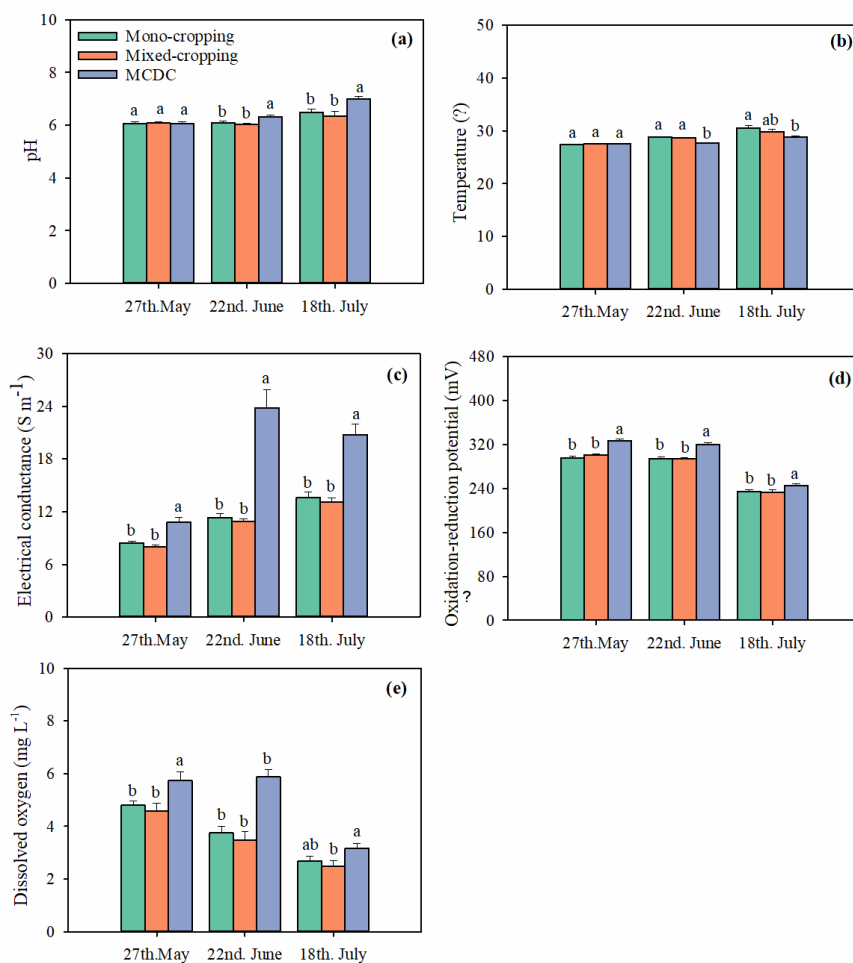 10
8
6
4
2
0
pH
Mono-cropping
Mixed-cropping
MCDC
(a)
a a a
b b a
b b a
27th.May 22nd. June 18th. July
50
40
30
20
10
0
Temperature (?)
(b)
a a a
a a b
a ab b
27th.May 22nd. June 18th. July
30
24
18
12
6
0
Electrical conductance (S m⁻¹)
(c)
b b a
b b a
b b a
27th.May 22nd. June 18th. July
480
400
320
240
160
80
0
Oxidation-reduction potential (mV)
?
(d)
b b a
b b a
b b a
27th.May 22nd. June 18th. July
10
8
6
4
2
0
Dissolved oxygen (mg L⁻¹)
(e)
b b a
b b b
ab b a
27th.May 22nd. June 18th. July